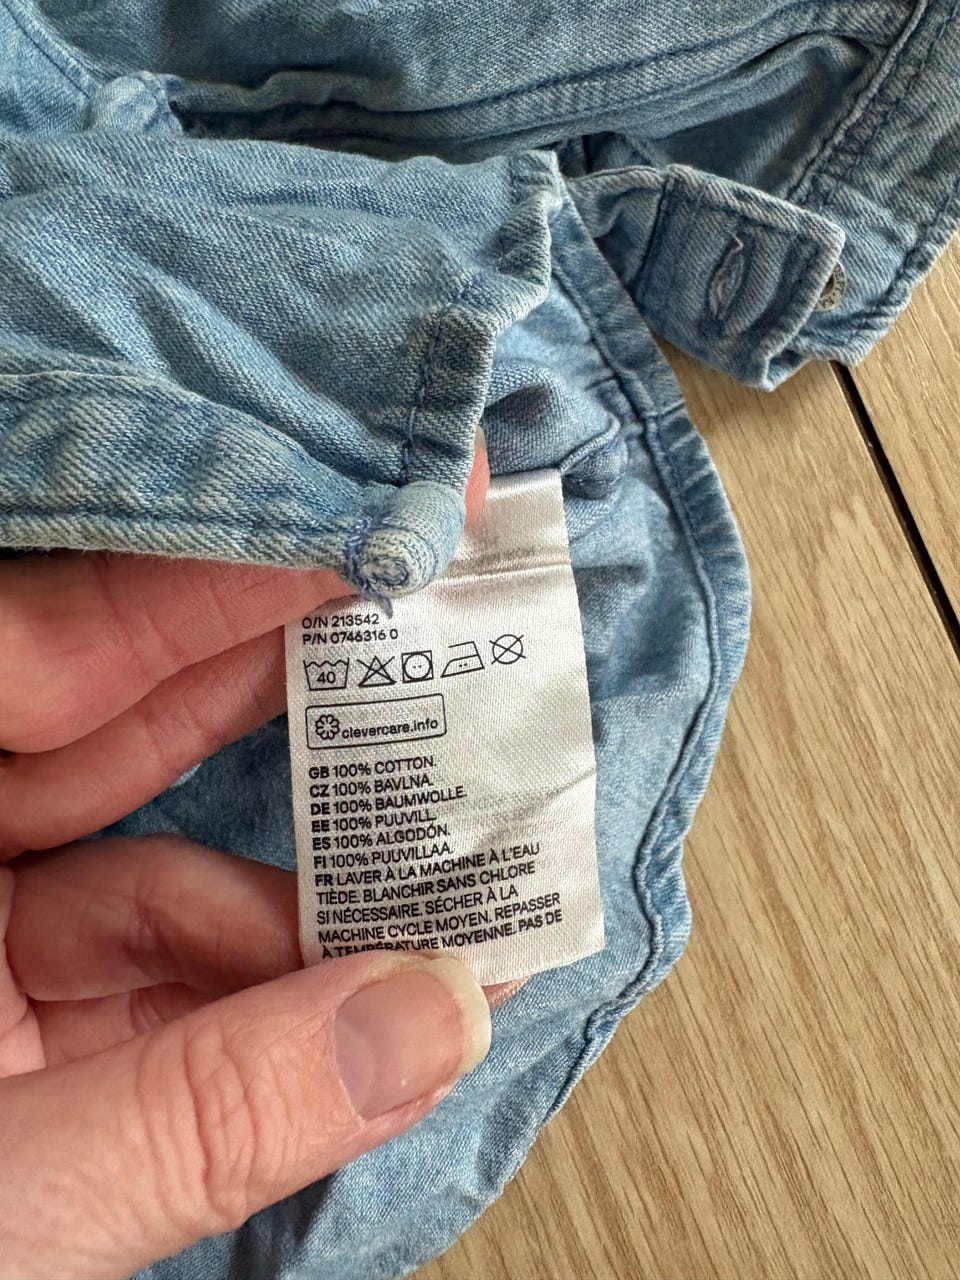 O/N 213542
P/N 0746316 0
40
clevercare.info
GB 100% COTTON.
CZ 100% BAVLNA.
DE 100% BAUMWOLLE.
EE 100% PUUVILL.
ES 100% ALGODÓN.
FI 100% PUUVILLAA.
FR LAVER À LA MACHINE À L'EAU
TIÈDE. BLANCHIR SANS CHLORE
SI NÉCESSAIRE. SÉCHER À LA
MACHINE CYCLE MOYEN. REPASSER
À TEMPÉRATURE MOYENNE. PAS DE